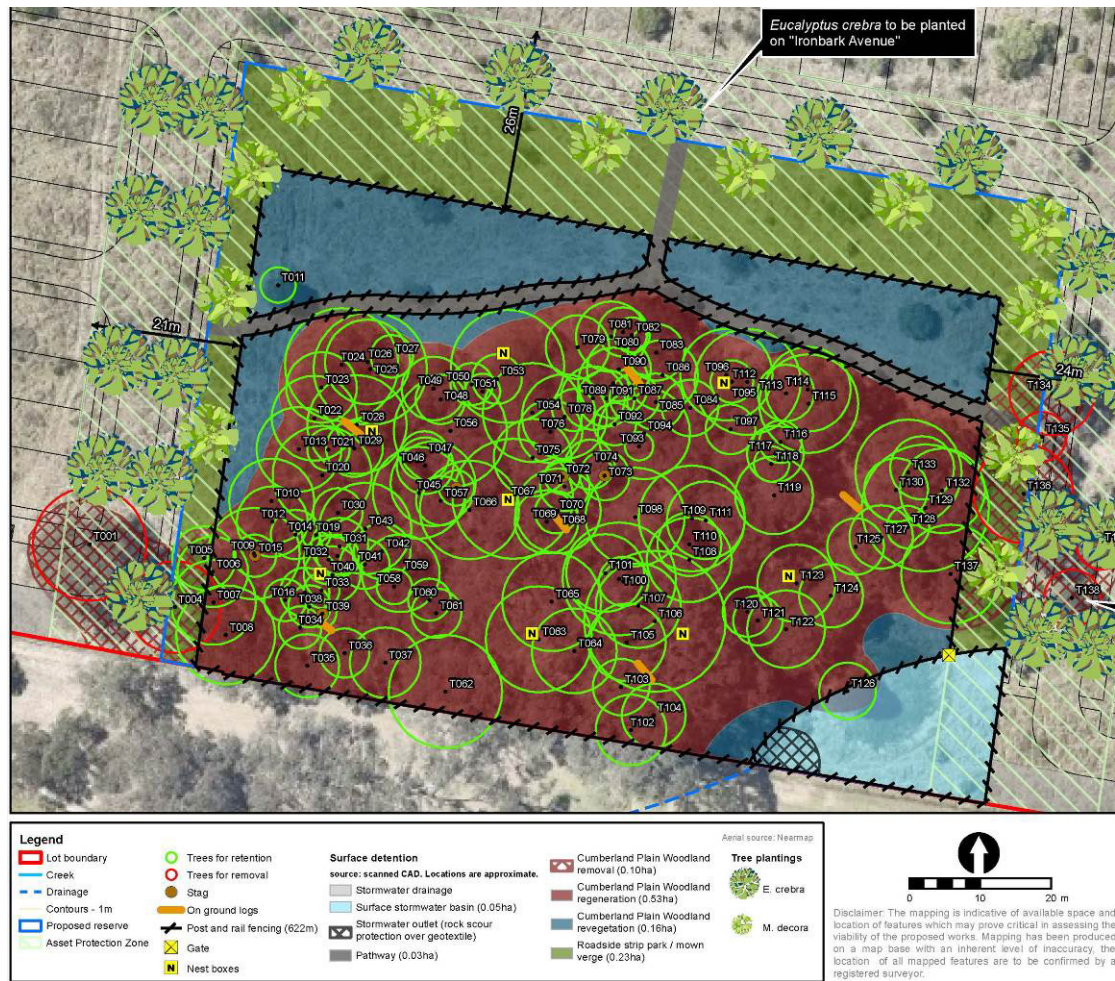 Eucalyptus crebra to be planted
on "Ironbark Avenue"
26m
21m
24m
T011
T081
T082
T080
T079
T083
T027
T026
T024
T025
T090
T086
T096
T112
T053
T050
T049
T051
T023
T048
T089
T091
T087
T095
T113
T114
T115
T134
T022
T028
T054
T078
T085
T084
T056
T076
T092
T094
T097
T135
T013
T021
T029
T047
T093
T116
T020
T046
T075
T074
T117
T118
T072
T073
T071
T133
T136
T010
T045
T057
T067
T119
T130
T132
T129
T030
T066
T070
T098
T109
T111
T128
T012
T069
T068
T127
T001
T014
T019
T043
T031
T110
T125
T005
T009
T015
T032
T042
T041
T108
T006
T040
T059
T101
T137
T033
T058
T100
T123
T138
T004
T007
T016
T038
T060
T065
T107
T124
T039
T061
T106
T120
T121
T034
T122
T008
T063
T105
T036
T064
T035
T037
T062
T103
T126
T104
T102
N
N
N
N
N
N
N
N
Legend
Lot boundary
Creek
Drainage
Contours - 1m
Proposed reserve
Asset Protection Zone
Trees for retention
Trees for removal
Stag
On ground logs
Post and rail fencing (622m)
Gate
N Nest boxes
Surface detention
source: scanned CAD. Locations are approximate.
Stormwater drainage
Surface stormwater basin (0.05ha)
Stormwater outlet (rock scour
protection over geotextile)
Pathway (0.03ha)
Cumberland Plain Woodland
removal (0.10ha)
Cumberland Plain Woodland
regeneration (0.53ha)
Cumberland Plain Woodland
revegetation (0.16ha)
Roadside strip park / mown
verge (0.23ha)
Aerial source: Nearmap
Tree plantings
E. crebra
M. decora
0 10 20 m
Disclaimer: The mapping is indicative of available space and
location of features which may prove critical in assessing the
viability of the proposed works. Mapping has been produced
on a map base with an inherent level of inaccuracy, the
location of all mapped features are to be confirmed by a
registered surveyor.